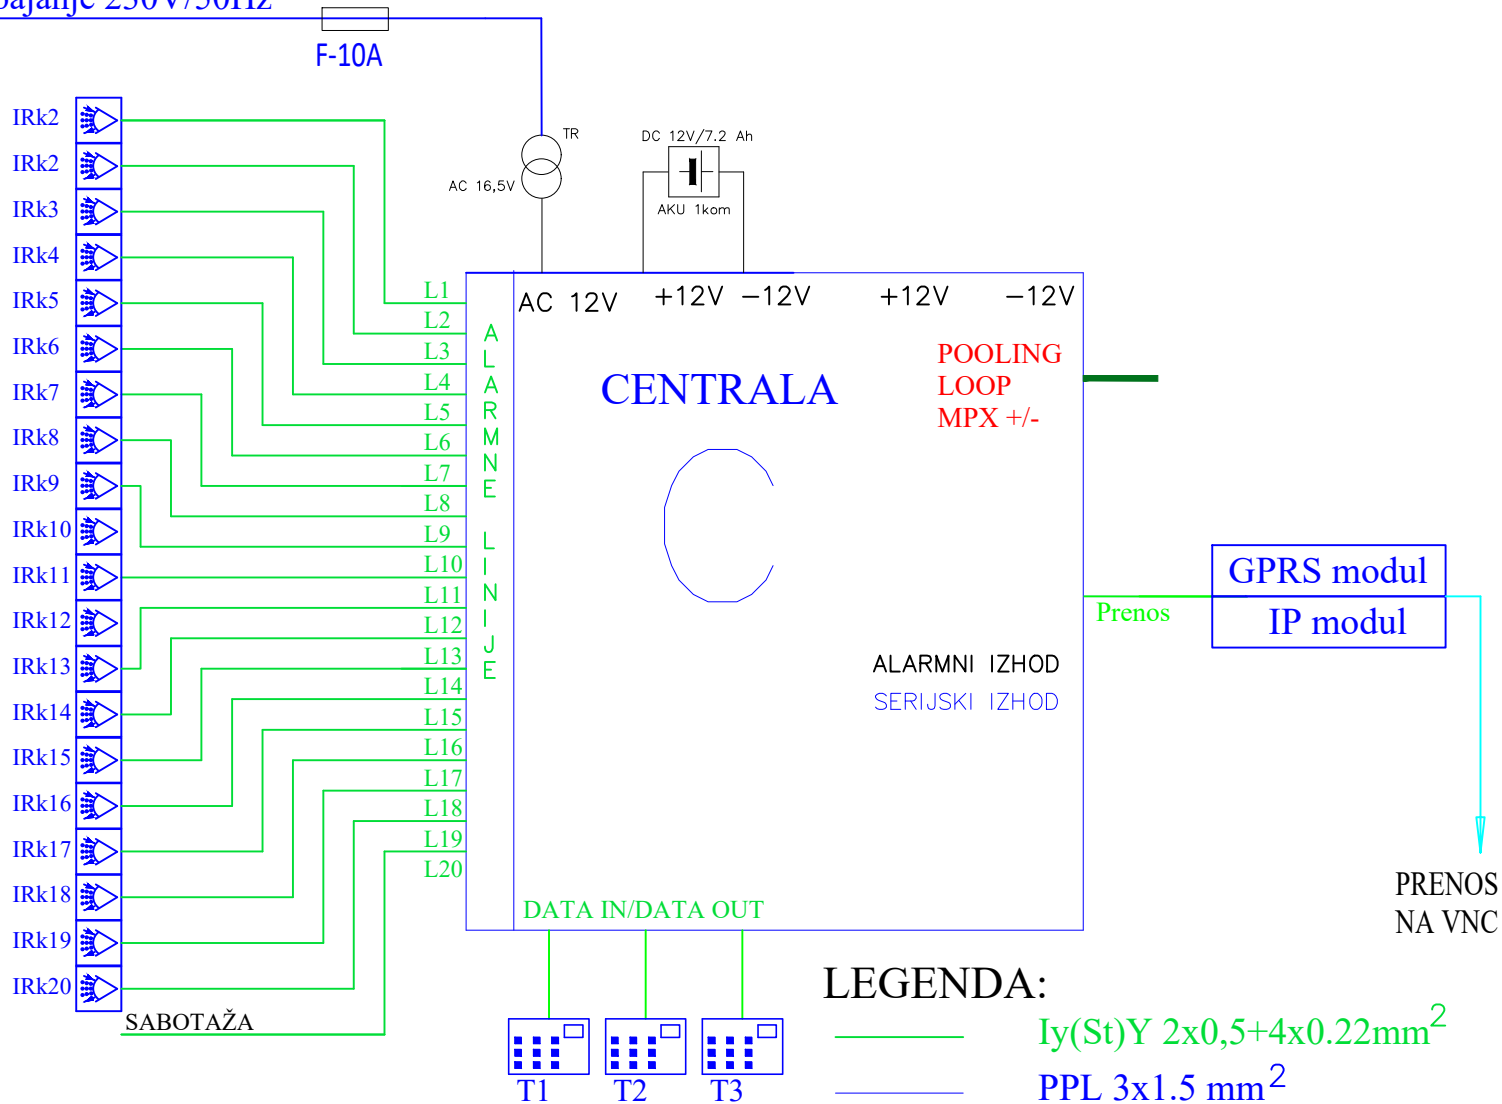 230V/50Hz
F-10A
IRk2
IRk2
IRk3
IRk4
IRk5
IRk6
IRk7
IRk8
IRk9
IRk10
IRk11
IRk12
IRk13
IRk14
IRk15
IRk16
IRk17
IRk18
IRk19
IRk20
SABOTAŽA
TR
AC 16,5V
DC 12V/7.2 Ah
AKU 1kom
L1
L2
L3
L4
L5
L6
L7
L8
L9
L10
L11
L12
L13
L14
L15
L16
L17
L18
L19
L20
ALARMNE LINIJE
AC 12V +12V -12V +12V -12V
CENTRALA
POOLING
LOOP
MPX +/-
C
Prenos
GPRS modul
IP modul
ALARMNI IZHOD
SERIJSKI IZHOD
PRENOS
NA VNC
DATA IN/DATA OUT
T1 T2 T3
LEGENDA:
Iy(St)Y 2x0,5+4x0.22mm²
PPL 3x1.5 mm²